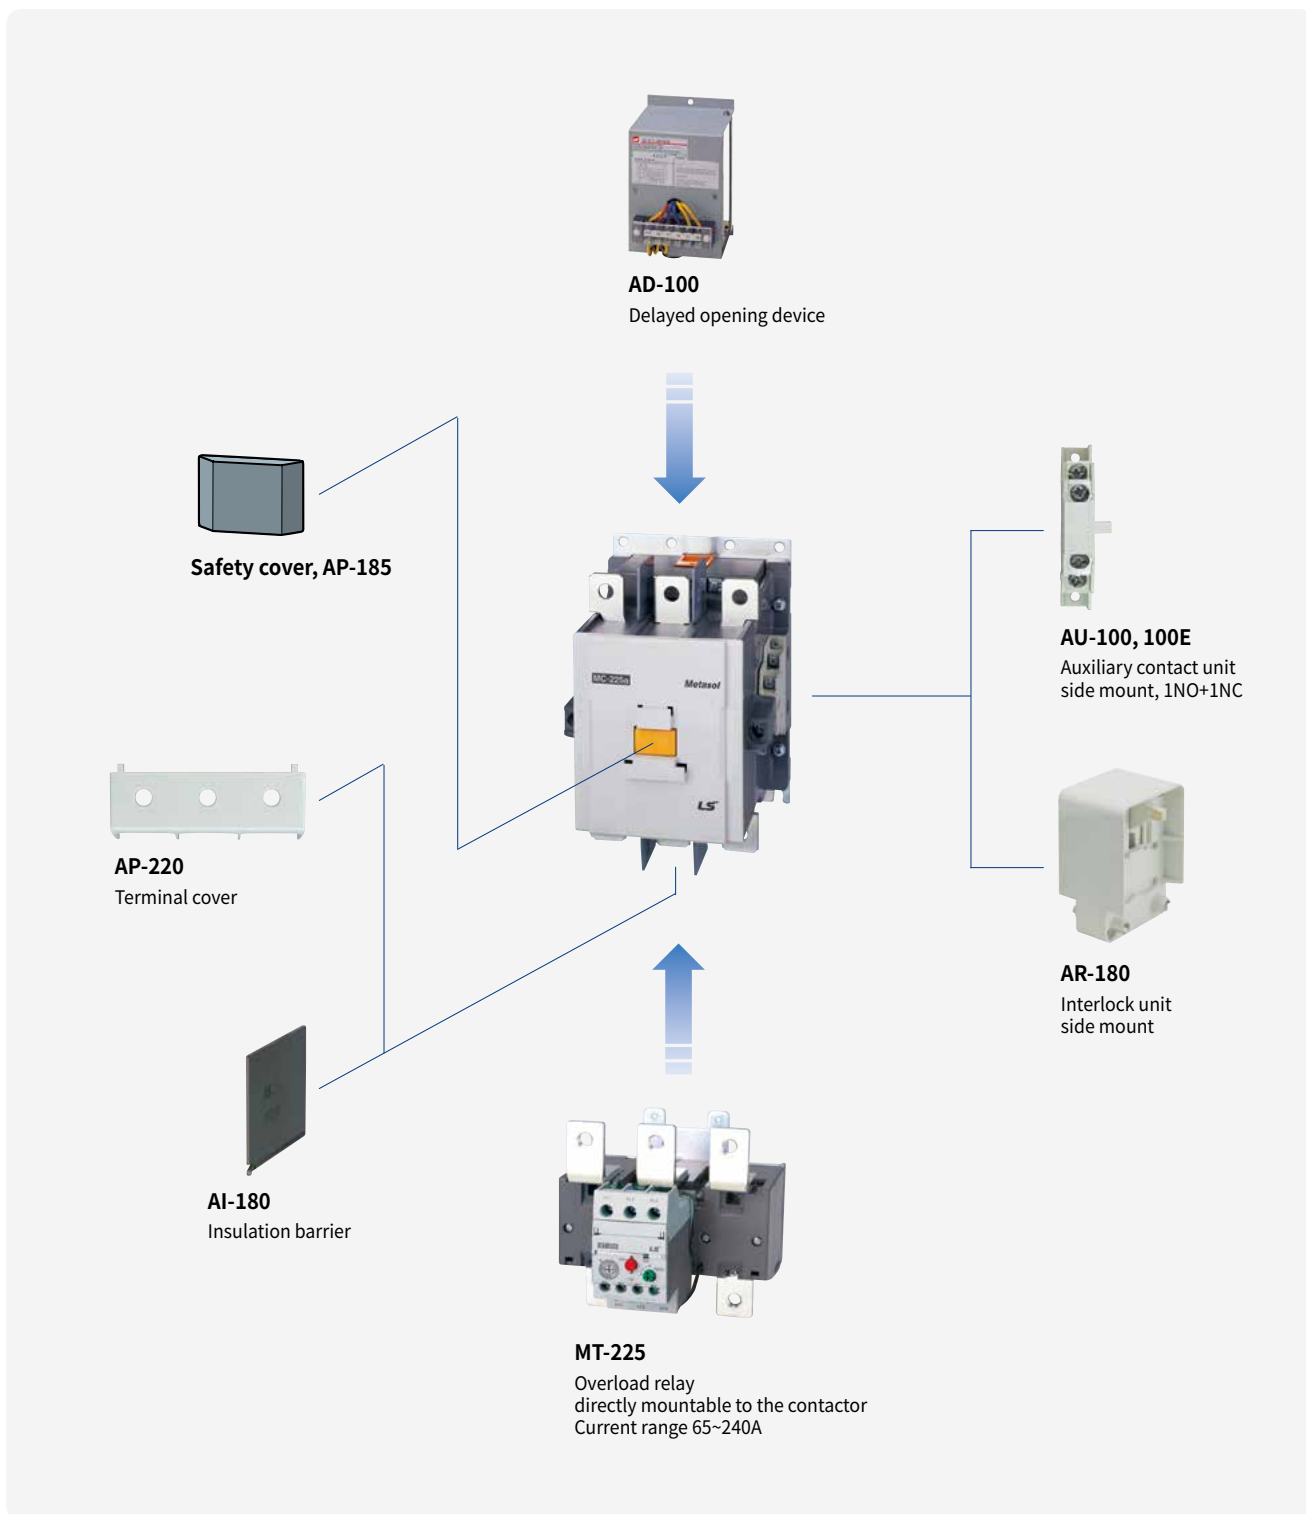 AD-100
Delayed opening device
Safety cover, AP-185
AU-100, 100E
Auxiliary contact unit
side mount, 1NO+1NC
MC-225a
Metasol
LS
AP-220
Terminal cover
AR-180
Interlock unit
side mount
AI-180
Insulation barrier
LS
MT-225
Overload relay
directly mountable to the contactor
Current range 65~240A